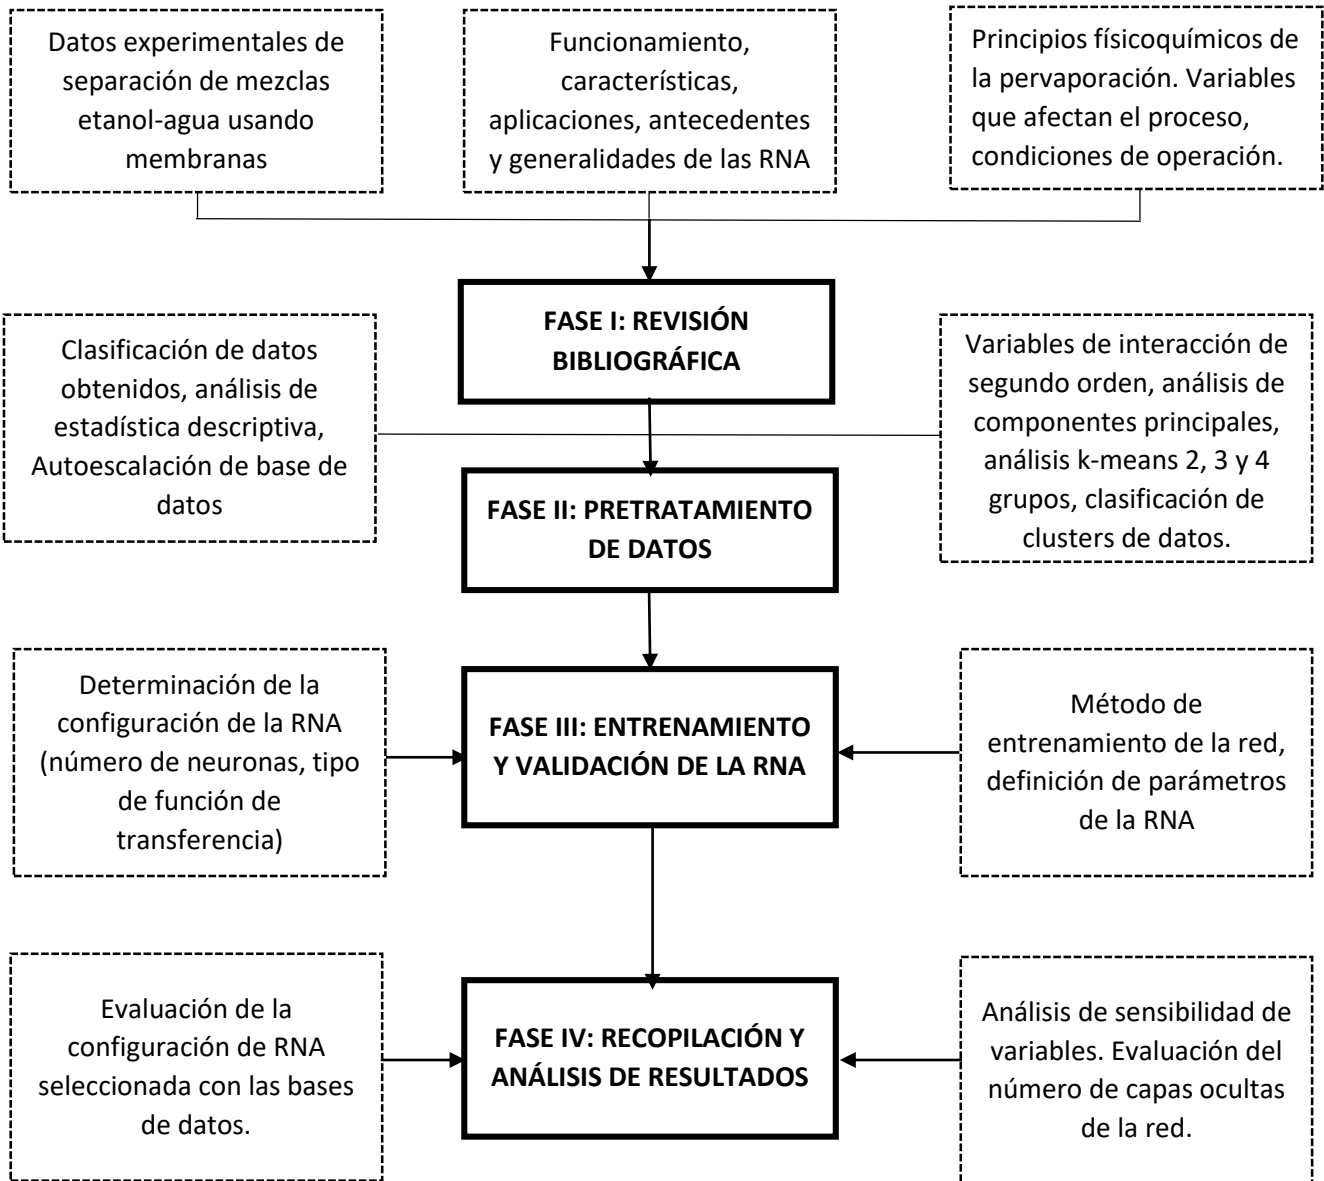 Datos experimentales de
separación de mezclas
etanol-agua usando
membranas
Funcionamiento,
características,
aplicaciones, antecedentes
y generalidades de las RNA
Principios físicoquímicos de
la pervaporación. Variables
que afectan el proceso,
condiciones de operación.
FASE I: REVISIÓN
BIBLIOGRÁFICA
Clasificación de datos
obtenidos, análisis de
estadística descriptiva,
Autoescalación de base de
datos
Variables de interacción de
segundo orden, análisis de
componentes principales,
análisis k-means 2, 3 y 4
grupos, clasificación de
clusters de datos.
FASE II: PRETRATAMIENTO
DE DATOS
Determinación de la
configuración de la RNA
(número de neuronas, tipo
de función de
transferencia)
FASE III: ENTRENAMIENTO
Y VALIDACIÓN DE LA RNA
Método de
entrenamiento de la red,
definición de parámetros
de la RNA
Evaluación de la
configuración de RNA
seleccionada con las bases
de datos.
FASE IV: RECOPILACIÓN Y
ANÁLISIS DE RESULTADOS
Análisis de sensibilidad de
variables. Evaluación del
número de capas ocultas
de la red.